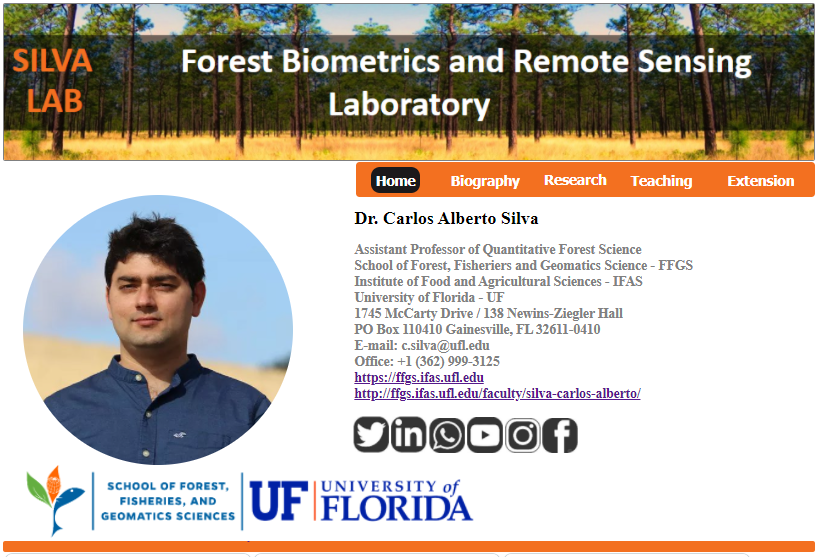 SILVA
LAB
Forest Biometrics and Remote Sensing
Laboratory
Home Biography Research Teaching Extension
Dr. Carlos Alberto Silva
Assistant Professor of Quantitative Forest Science
School of Forest, Fisheriers and Geomatics Science - FFGS
Institute of Food and Agricultural Sciences - IFAS
University of Florida - UF
1745 McCarty Drive / 138 Newins-Ziegler Hall
PO Box 110410 Gainesville, FL 32611-0410
E-mail: c.silva@ufl.edu
Office: +1 (362) 999-3125
https://ffgs.ifas.ufl.edu
http://ffgs.ifas.ufl.edu/faculty/silva-carlos-alberto/
SCHOOL OF FOREST,
FISHERIES, AND
GEOMATICS SCIENCES
UF
UNIVERSITY of
FLORIDA